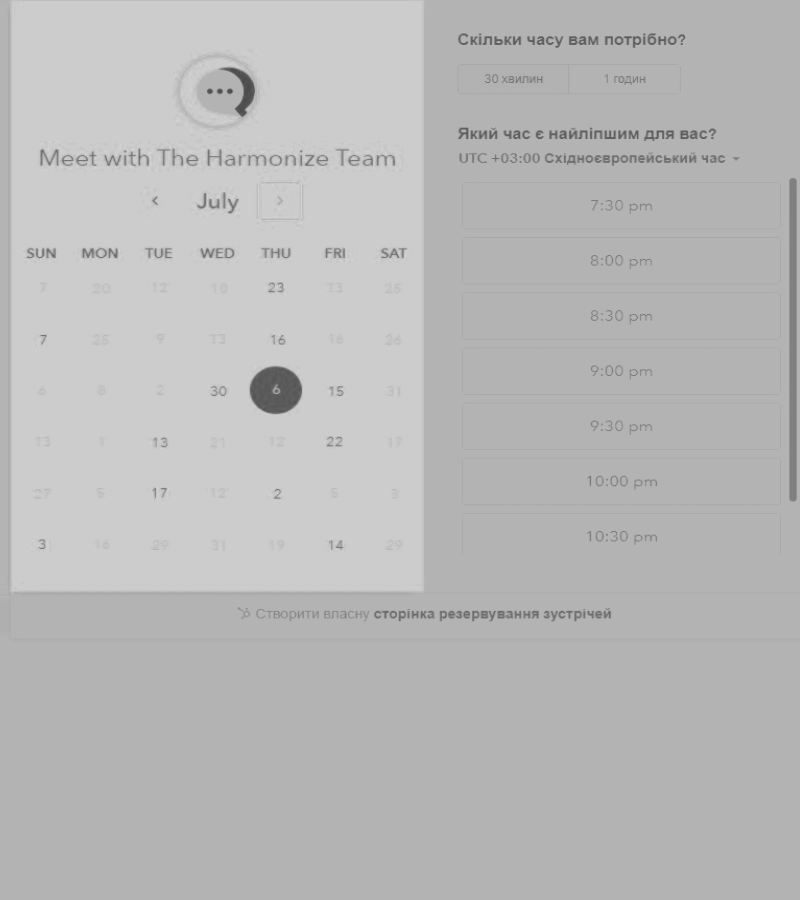 Meet with The Harmonize Team
July
SUN MON TUE WED THU FRI SAT
7 20 12 10 23 13 25
7 25 9 13 16 16 26
6 8 2 30 6 15 31
13 1 13 21 12 22 17
27 5 17 12 2 5 3
3 16 29 31 19 14 29
Скільки часу вам потрібно?
30 хвилин 1 годин
Який час є найліпшим для вас?
UTC +03:00 Східноєвропейський час
7:30 pm
8:00 pm
8:30 pm
9:00 pm
9:30 pm
10:00 pm
10:30 pm
Створити власну сторінка резервування зустрічей